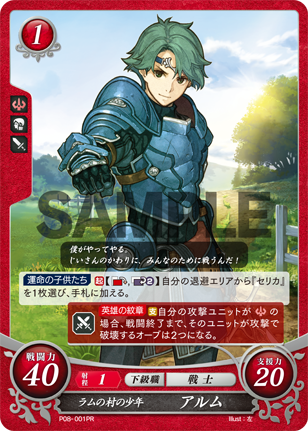 1
SAMPLE
僕がやってやる。
じいさんのかわりに、みんなのために戦うんだ！
運命の子供たち 起 【 、 2】自分の退避エリアから『セリカ』
を1枚選び、手札に加える。
英雄の紋章 支 自分の攻撃ユニットが の
場合、戦闘終了まで、そのユニットが攻撃で
破壊するオーブは2つになる。
戦闘力
40
射程 1 下級職 戦士
支援力
20
ラムの村の少年 アルム
P08-001PR
Illust：左